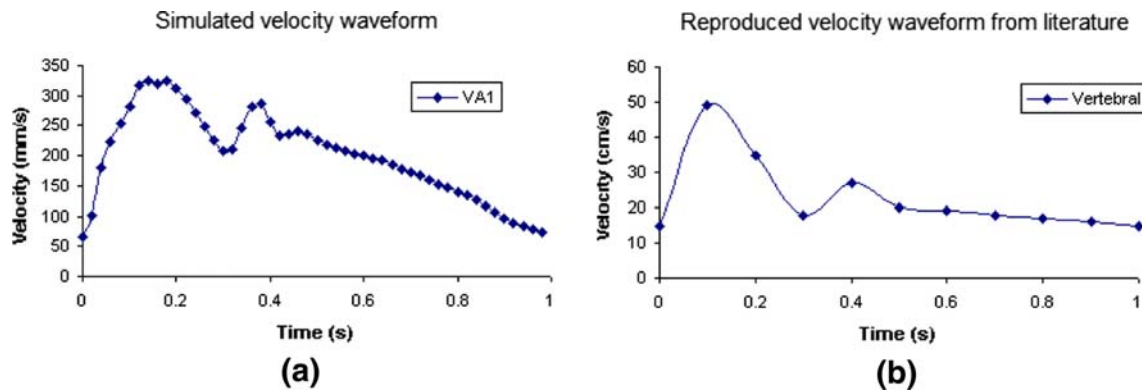 Simulated velocity waveform
Velocity (mm/s)
350
300
250
200
150
100
50
0
VA1
0 0.2 0.4 0.6 0.8 1
Time (s)
(a)
Reproduced velocity waveform from literature
Velocity (cm/s)
60
50
40
30
20
10
0
Vertebral
0 0.2 0.4 0.6 0.8 1
Time (s)
(b)